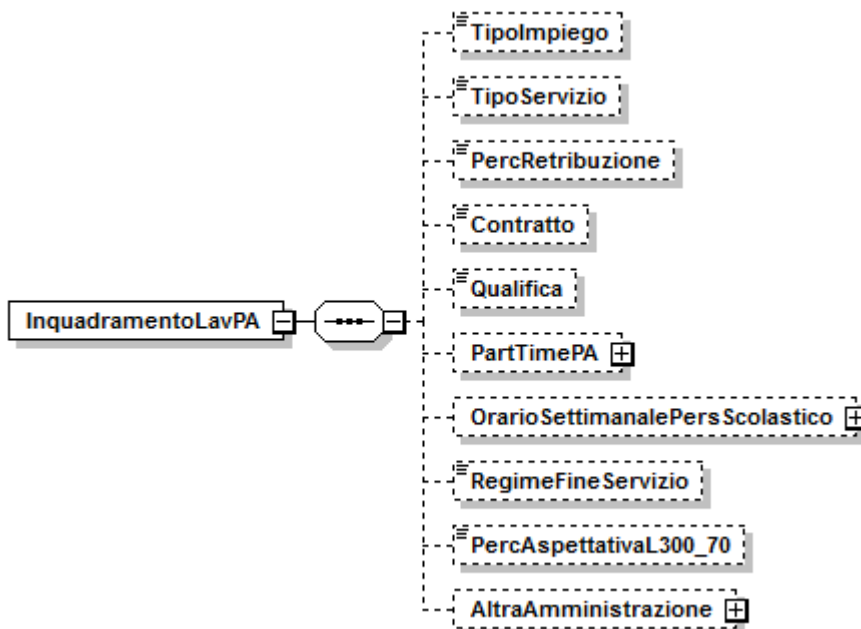 TipoImpiego
TipoServizio
PercRetribuzione
Contratto
Qualifica
InquadramentoLavPA
PartTimePA
OrarioSettimanalePersScolastico
RegimeFineServizio
PercAspettativaL300_70
AltraAmministrazione